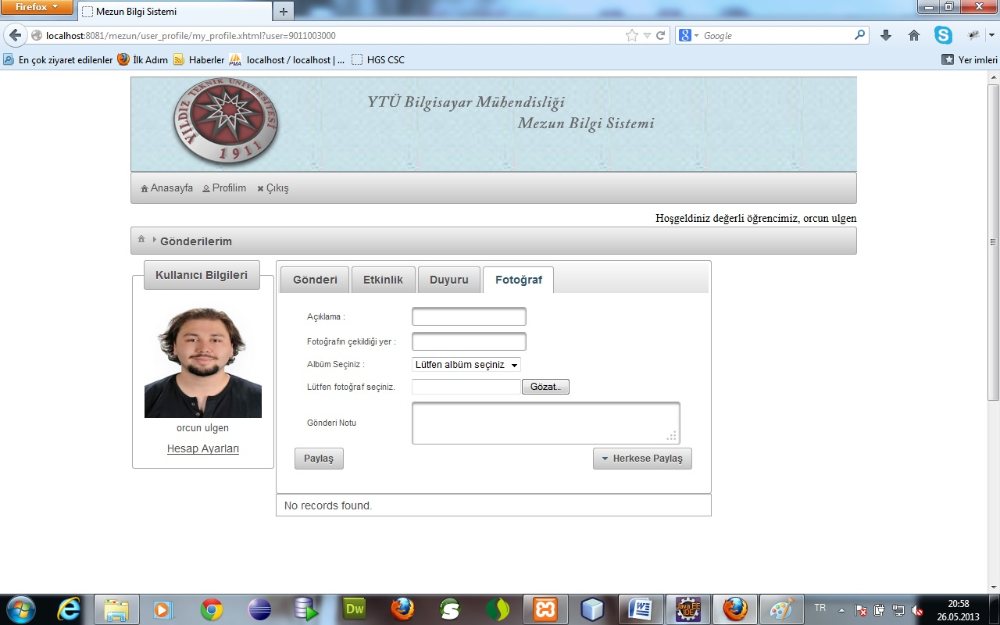 Firefox
Mezun Bilgi Sistemi
localhost:8081/mezun/user_profile/my_profile.xhtml?user=9011003000
Google
En çok ziyaret edilenler
İlk Adım
Haberler
PMA
localhost / localhost | ...
HGS CSC
Yer imleri
YILDIZ TEKNİK ÜNİVERSİTESİ
1911
YTÜ Bilgisayar Mühendisliği
Mezun Bilgi Sistemi
Anasayfa
Profilim
Çıkış
Hoşgeldiniz değerli öğrencimiz, orcun ulgen
Gönderilerim
Kullanıcı Bilgileri
orcun ulgen
Hesap Ayarları
Gönderi
Etkinlik
Duyuru
Fotoğraf
Açıklama :
Fotoğrafın çekildiği yer :
Albüm Seçiniz :
Lütfen albüm seçiniz
Lütfen fotoğraf seçiniz.
Gözat...
Gönderi Notu
Paylaş
Herkese Paylaş
No records found.
Dw
Java EE
IDE
TR
20:58
26.05.2013